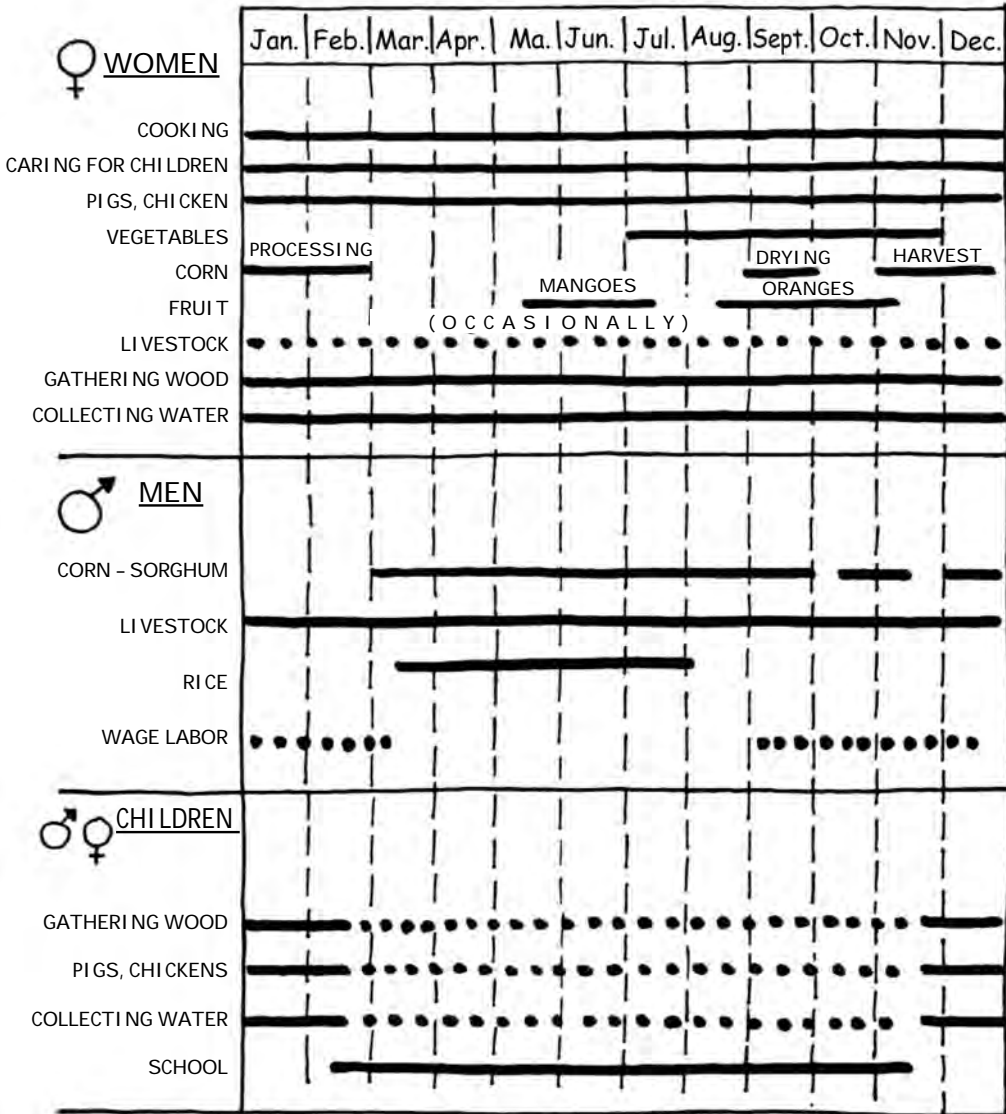 Jan. Feb. Mar. Apr. Ma. Jun. Jul. Aug. Sept. Oct. Nov. Dec.
WOMEN
COOKING
CARING FOR CHILDREN
PIGS, CHICKEN
VEGETABLES
PROCESSING DRYING HARVEST
CORN
MANGOES ORANGES
FRUIT
(OCCASIONALLY)
LIVESTOCK
GATHERING WOOD
COLLECTING WATER
MEN
CORN – SORGHUM
LIVESTOCK
RICE
WAGE LABOR
CHILDREN
GATHERING WOOD
PIGS, CHICKENS
COLLECTING WATER
SCHOOL